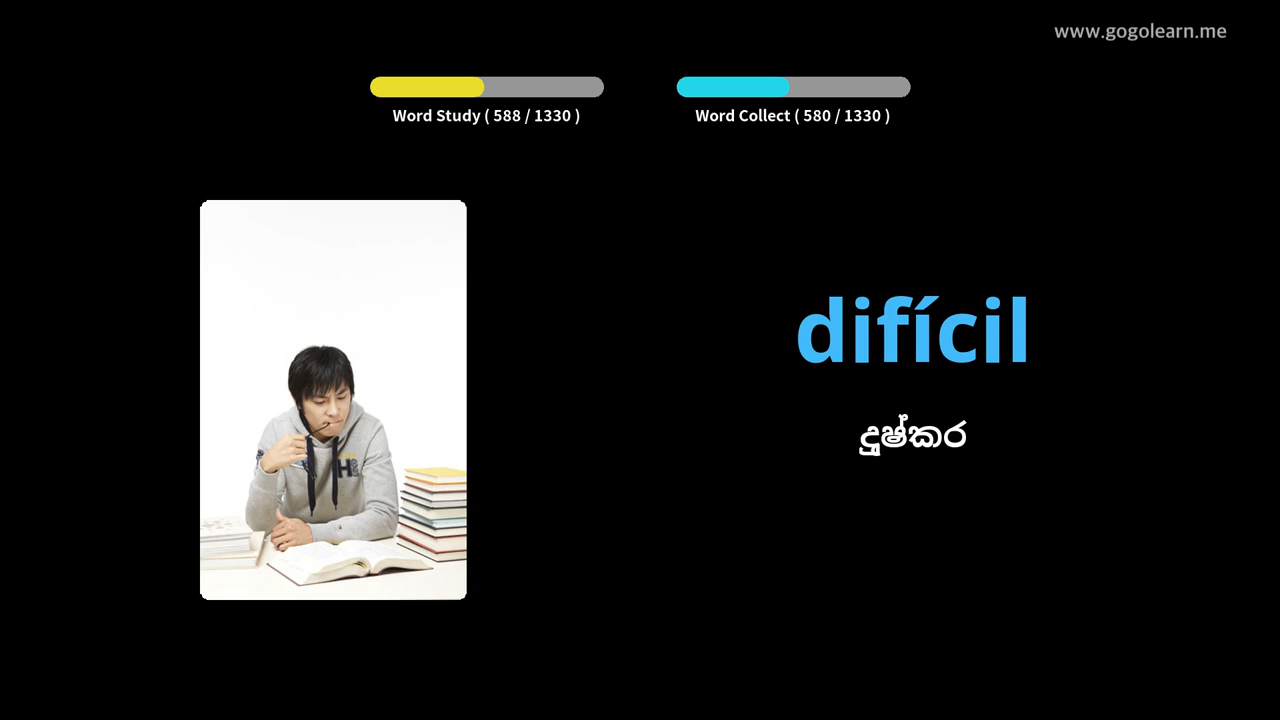 www.gogolearn.me
Word Study ( 588 / 1330 )
Word Collect ( 580 / 1330 )
difícil
දුෂ්කර
H